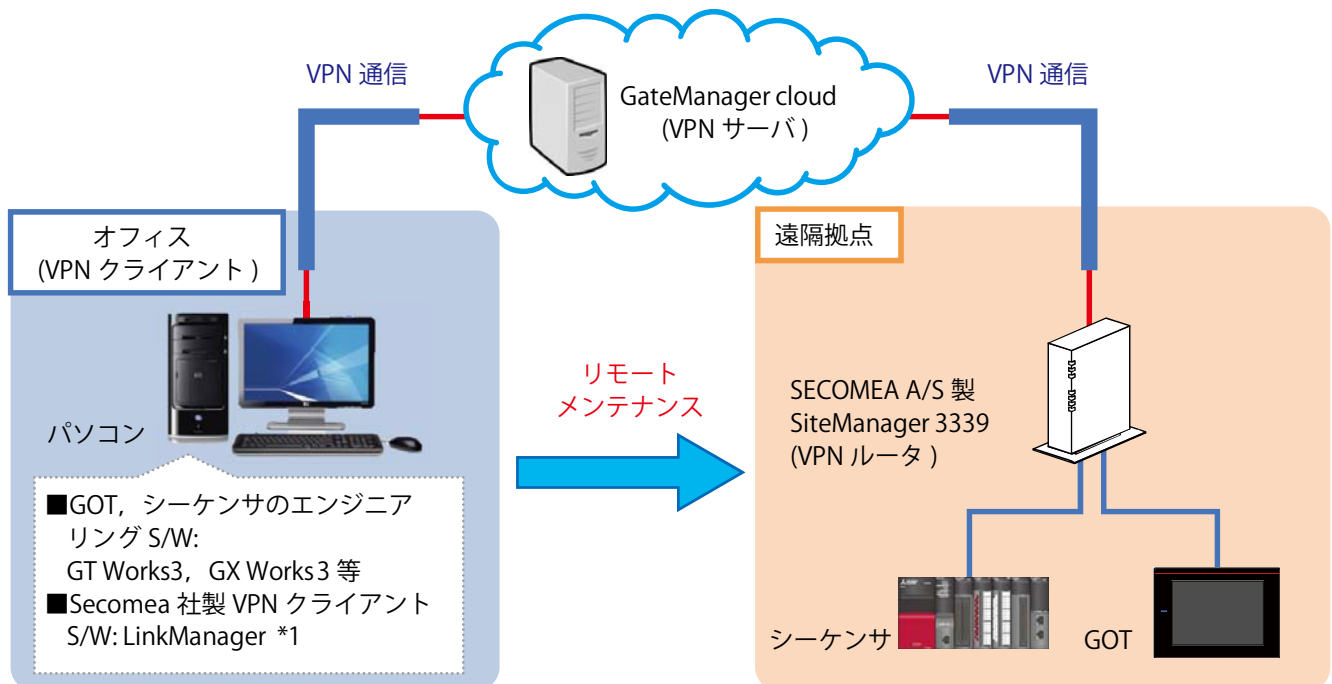 VPN 通信
GateManager cloud
(VPN サーバ )
VPN 通信
オフィス
(VPN クライアント )
パソコン
■GOT，シーケンサのエンジニア
リング S/W:
GT Works3，GX Works3 等
■Secomea 社製 VPN クライアント
S/W: LinkManager *1
リモート
メンテナンス
遠隔拠点
SECOMEA A/S 製
SiteManager 3339
(VPN ルータ )
シーケンサ
GOT